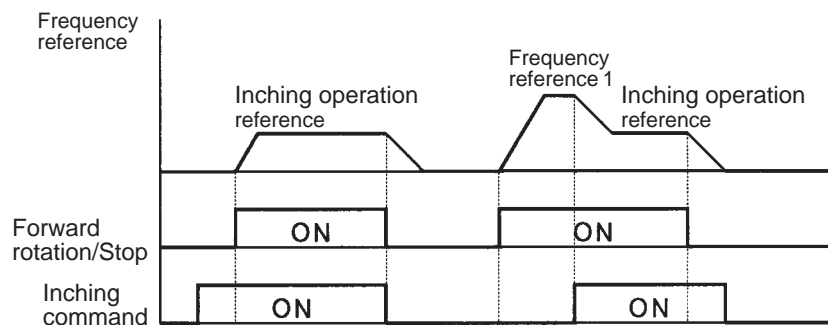 Frequency
reference
Inching operation
reference
Frequency
reference 1
Inching operation
reference
Forward
rotation/Stop
ON
ON
Inching
command
ON
ON